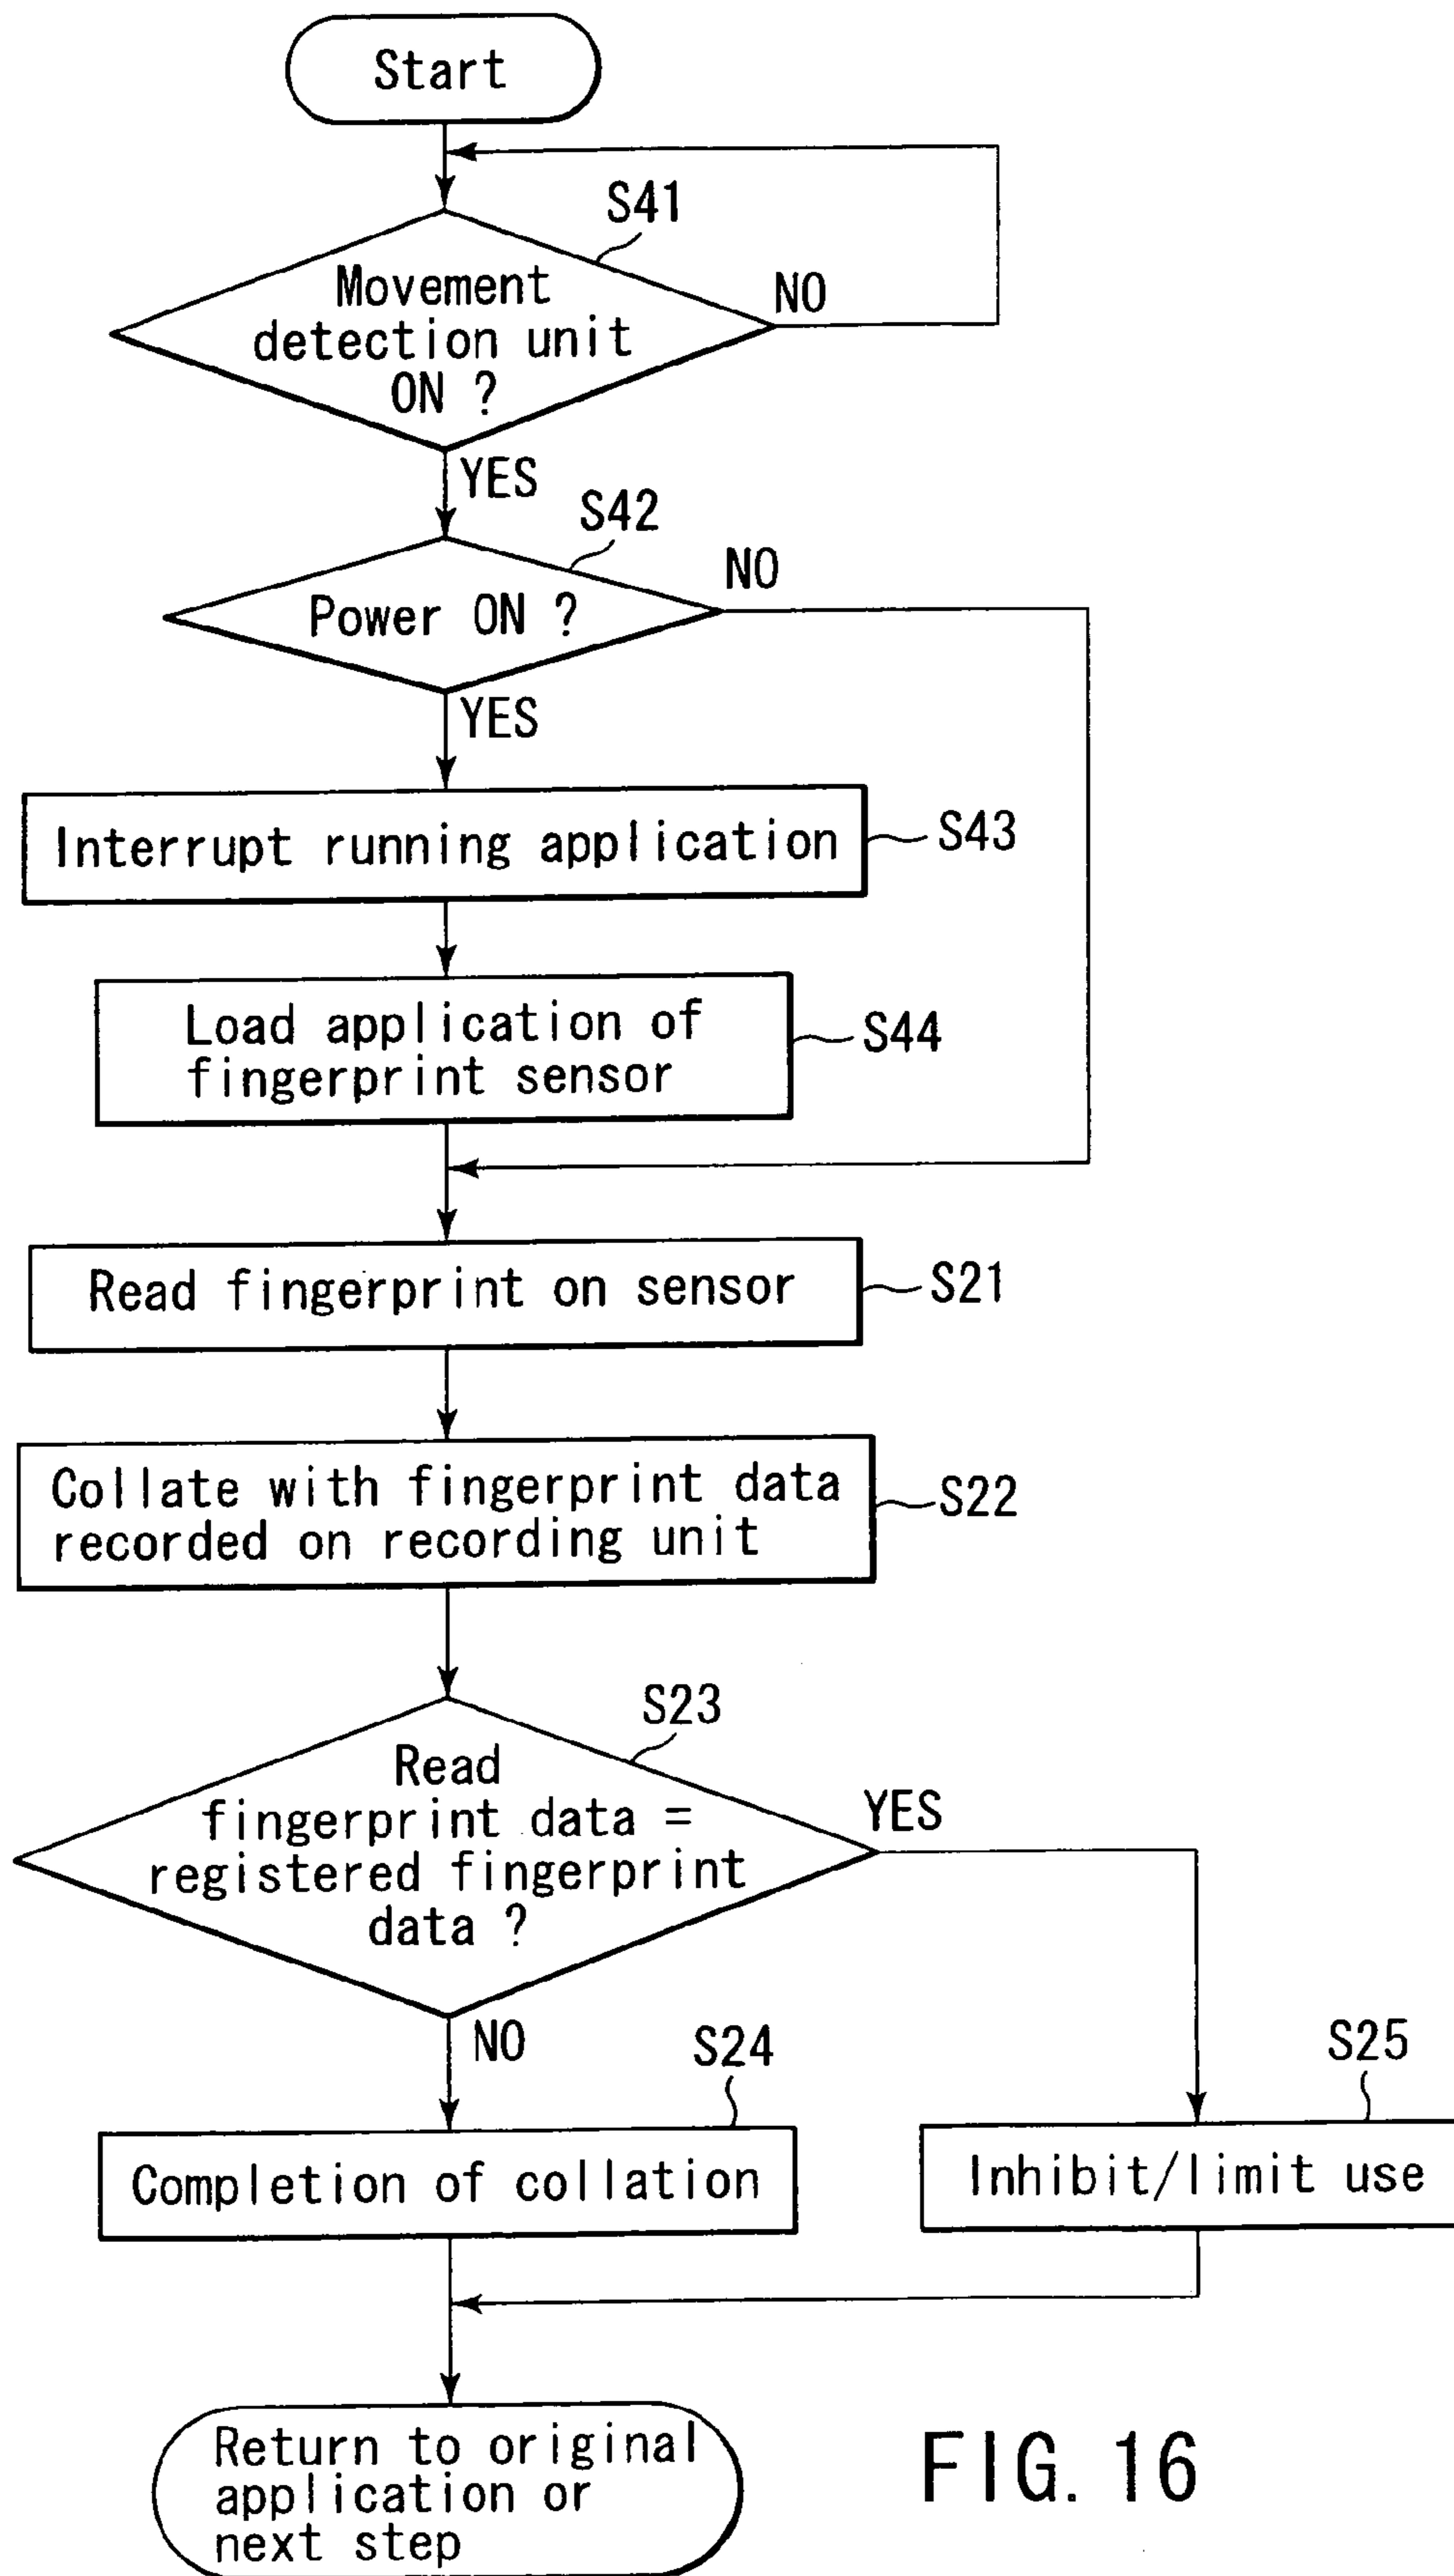 Start
S41
Movement
detection unit
ON ?
NO
YES
S42
Power ON ?
NO
YES
Interrupt running application
S43
Load application of
fingerprint sensor
S44
Read fingerprint on sensor
S21
Collate with fingerprint data
recorded on recording unit
S22
S23
Read
fingerprint data =
registered fingerprint
data ?
YES
NO
S24
S25
Completion of collation
Inhibit/limit use
Return to original
application or
next step
FIG. 16